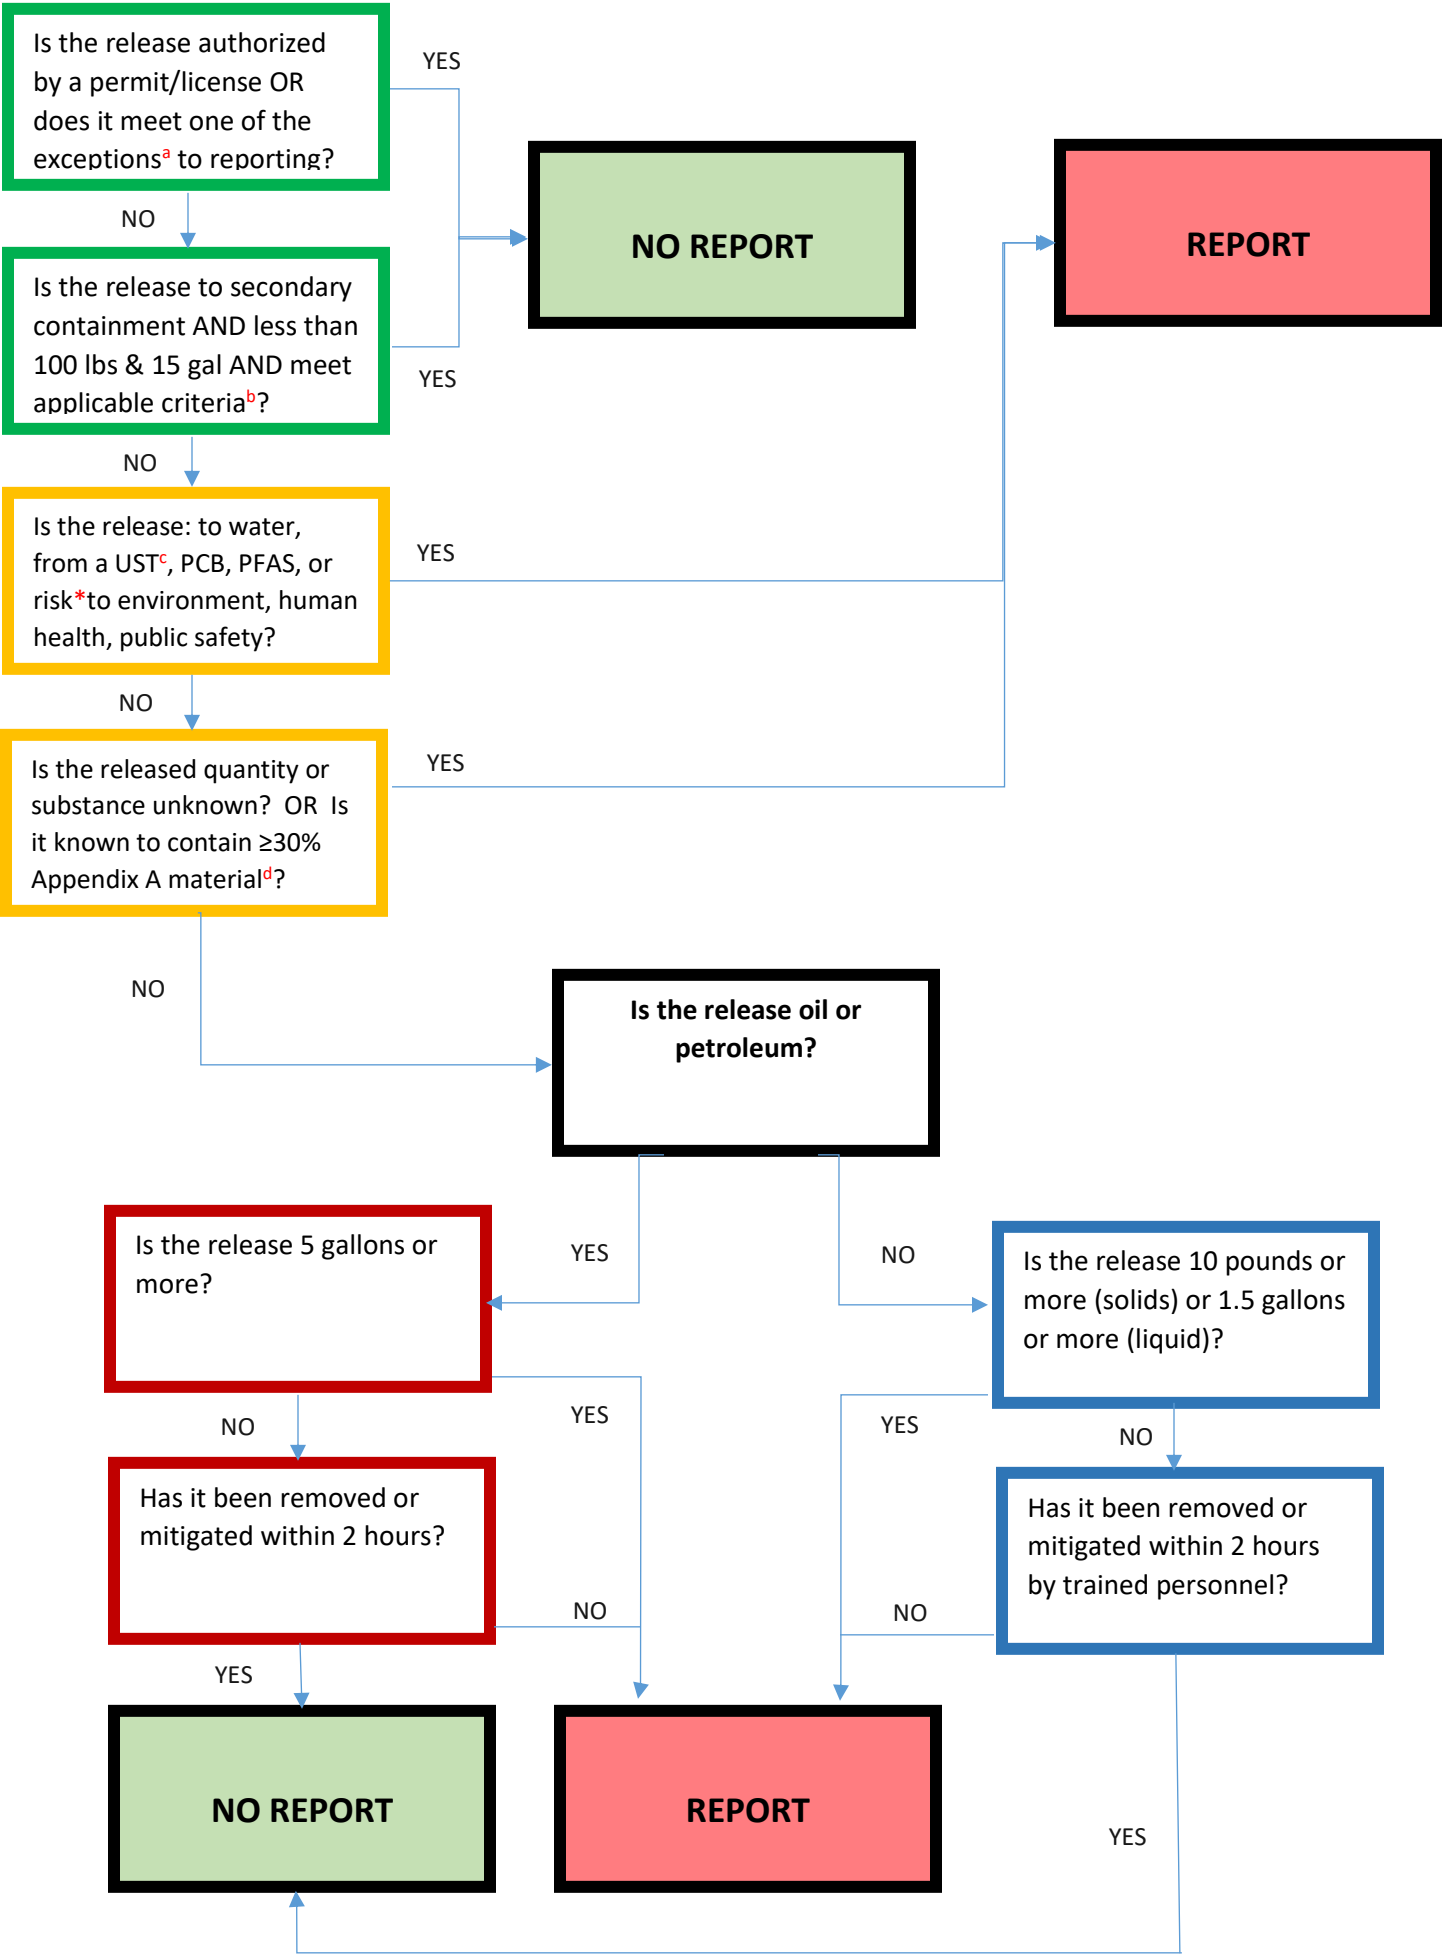 Is the release authorized
by a permit/license OR
does it meet one of the
exceptionsᵃ to reporting?
YES
NO
NO REPORT
REPORT
Is the release to secondary
containment AND less than
100 lbs & 15 gal AND meet
applicable criteriaᵇ?
YES
NO
Is the release: to water,
from a USTᶜ, PCB, PFAS, or
risk*to environment, human
health, public safety?
YES
NO
Is the released quantity or
substance unknown? OR Is
it known to contain ≥30%
Appendix A materialᵈ?
YES
NO
Is the release oil or
petroleum?
YES
NO
Is the release 5 gallons or
more?
YES
NO
Is the release 10 pounds or
more (solids) or 1.5 gallons
or more (liquid)?
YES
NO
Has it been removed or
mitigated within 2 hours?
NO
YES
Has it been removed or
mitigated within 2 hours
by trained personnel?
NO
YES
NO REPORT
REPORT